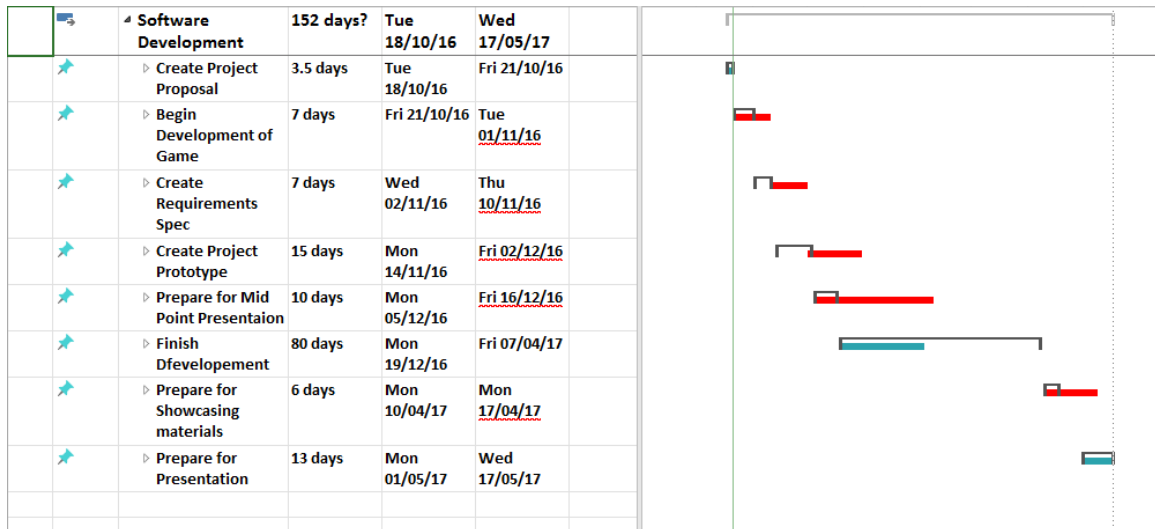 Software 152 days? Tue Wed
Development 18/10/16 17/05/17
Create Project 3.5 days Tue Fri 21/10/16
Proposal 18/10/16
Begin 7 days Fri 21/10/16 Tue
Development of 01/11/16
Game
Create 7 days Wed Thu
Requirements 02/11/16 10/11/16
Spec
Create Project 15 days Mon Fri 02/12/16
Prototype 14/11/16
Prepare for Mid 10 days Mon Fri 16/12/16
Point Presentaion 05/12/16
Finish 80 days Mon Fri 07/04/17
Dfevelopement 19/12/16
Prepare for 6 days Mon Mon
Showcasing 10/04/17 17/04/17
materials
Prepare for 13 days Mon Wed
Presentation 01/05/17 17/05/17